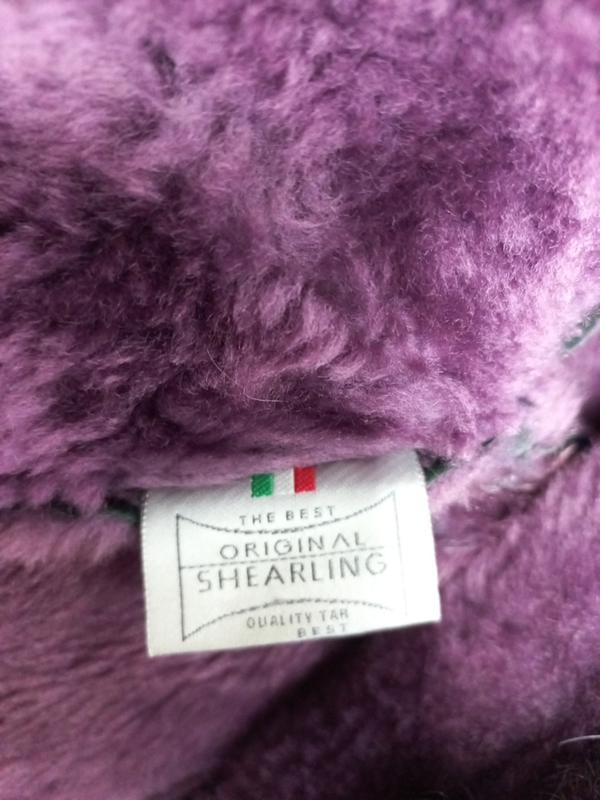 THE BEST
ORIGINAL
SHEARLING
QUALITY TAR
BEST